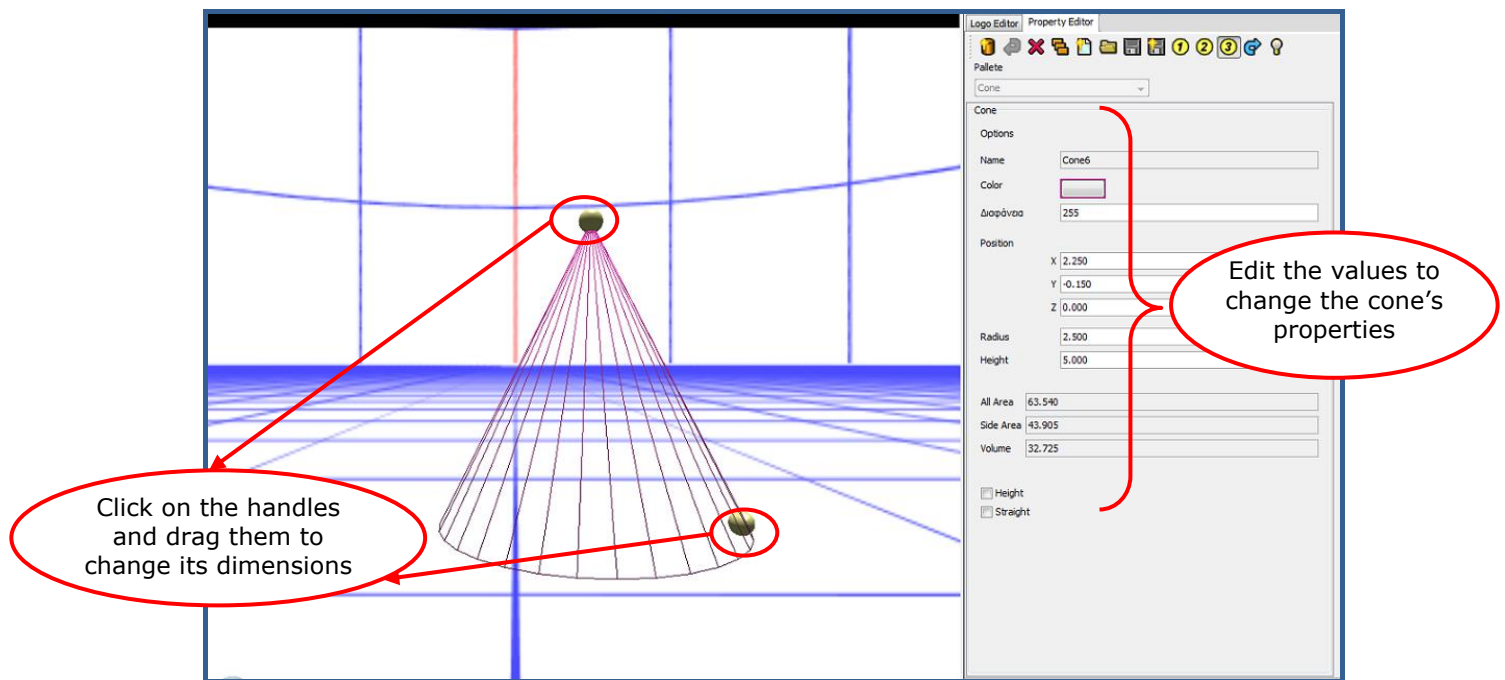 Logo Editor Property Editor
1 2 3
Pallete
Cone
Cone
Options
Name Cone6
Color
Διαφάνεια 255
Position
X 2.250
Y -0.150
Z 0.000
Radius 2.500
Height 5.000
All Area 63.540
Side Area 43.905
Volume 32.725
Height
Straight
Edit the values to
change the cone’s
properties
Click on the handles
and drag them to
change its dimensions